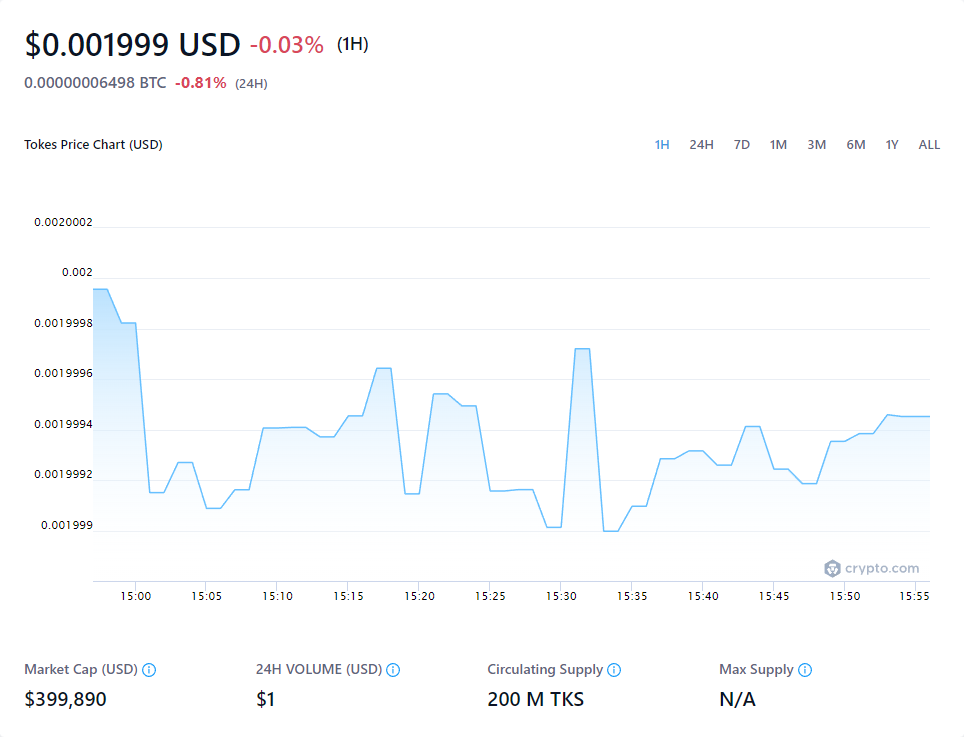 $0.001999 USD -0.03% (1H)
0.00000006498 BTC -0.81% (24H)
Tokes Price Chart (USD) 1H 24H 7D 1M 3M 6M 1Y ALL
0.0020002
0.002
0.0019998
0.0019996
0.0019994
0.0019992
0.001999
crypto.com
15:00 15:05 15:10 15:15 15:20 15:25 15:30 15:35 15:40 15:45 15:50 15:55
Market Cap (USD) 24H VOLUME (USD) Circulating Supply Max Supply
$399,890 $1 200 M TKS N/A